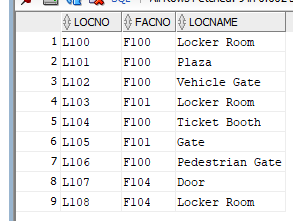 LOCNO FACNO LOCNAME
1 L100 F100 Locker Room
2 L101 F100 Plaza
3 L102 F100 Vehicle Gate
4 L103 F101 Locker Room
5 L104 F100 Ticket Booth
6 L105 F101 Gate
7 L106 F100 Pedestrian Gate
8 L107 F104 Door
9 L108 F104 Locker Room